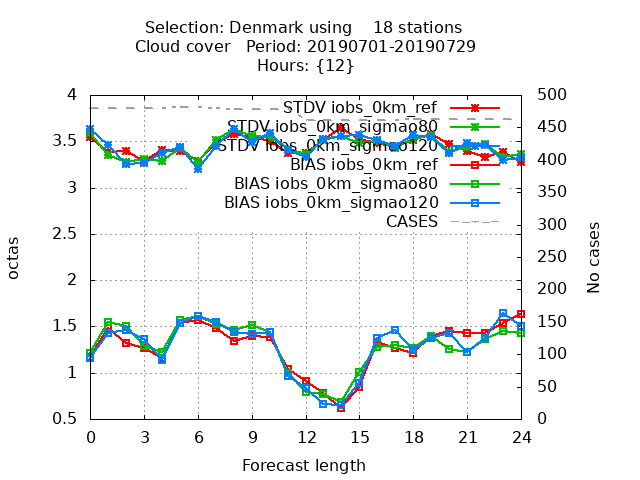 Selection: Denmark using    18 stations
Cloud cover   Period: 20190701-20190729
Hours: {12}
4
3.5
3
2.5
2
1.5
1
0.5
octas
500
450
400
350
300
250
200
150
100
50
0
No cases
STDV iobs_0km_ref
STDV iobs_0km_sigmao80
STDV iobs_0km_sigmao120
BIAS iobs_0km_ref
BIAS iobs_0km_sigmao80
BIAS iobs_0km_sigmao120
CASES
0 3 6 9 12 15 18 21 24
Forecast length